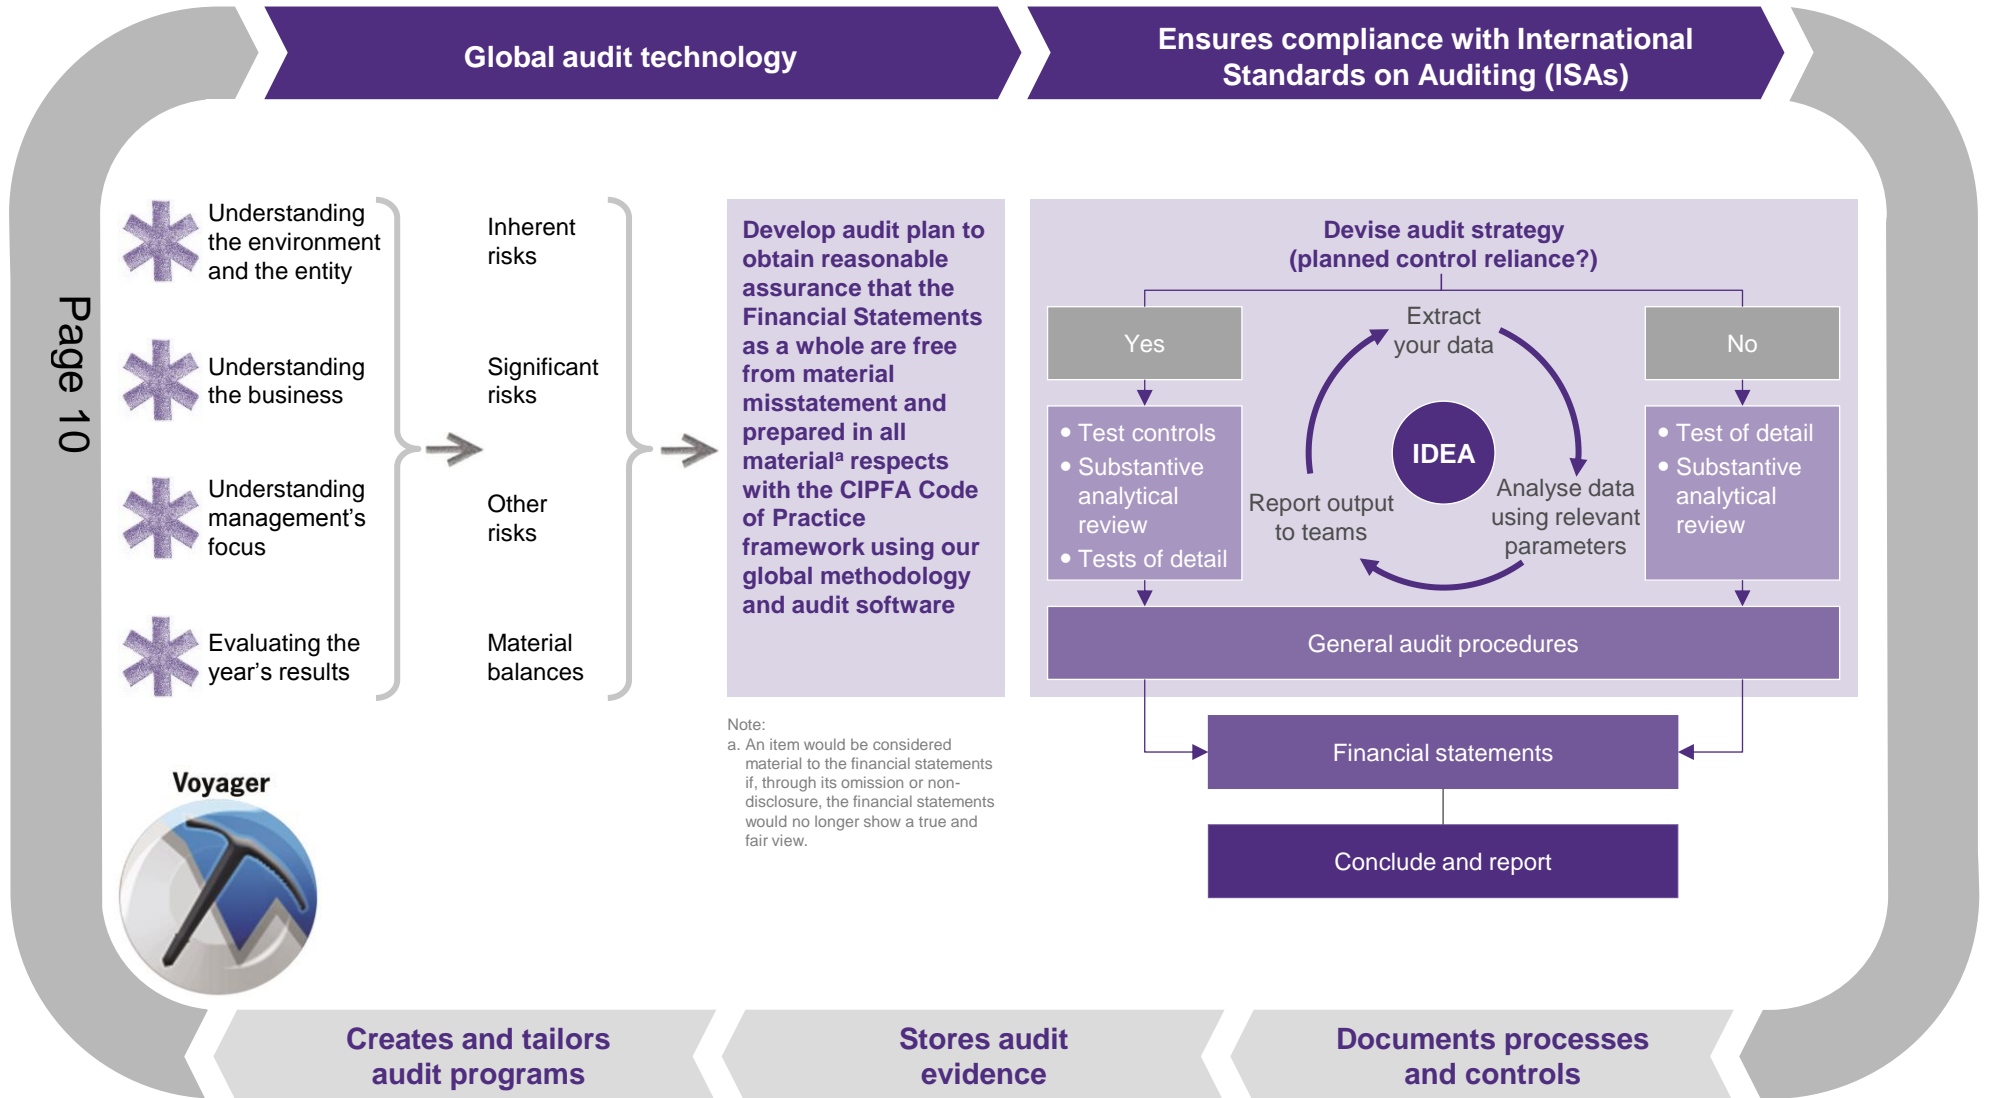 Global audit technology
Ensures compliance with International
Standards on Auditing (ISAs)
Page 10
Understanding
the environment
and the entity
Understanding
the business
Understanding
management's
focus
Evaluating the
year's results
Inherent
risks
Significant
risks
Other
risks
Material
balances
Develop audit plan to
obtain reasonable
assurance that the
Financial Statements
as a whole are free
from material
misstatement and
prepared in all
materialᵃ respects
with the CIPFA Code
of Practice
framework using our
global methodology
and audit software
Note:
a. An item would be considered
material to the financial statements
if, through its omission or non-
disclosure, the financial statements
would no longer show a true and
fair view.
Devise audit strategy
(planned control reliance?)
Yes
• Test controls
• Substantive
analytical
review
• Tests of detail
Extract
your data
IDEA
Analyse data
using relevant
parameters
Report output
to teams
No
• Test of detail
• Substantive
analytical
review
General audit procedures
Financial statements
Conclude and report
Voyager
Creates and tailors
audit programs
Stores audit
evidence
Documents processes
and controls